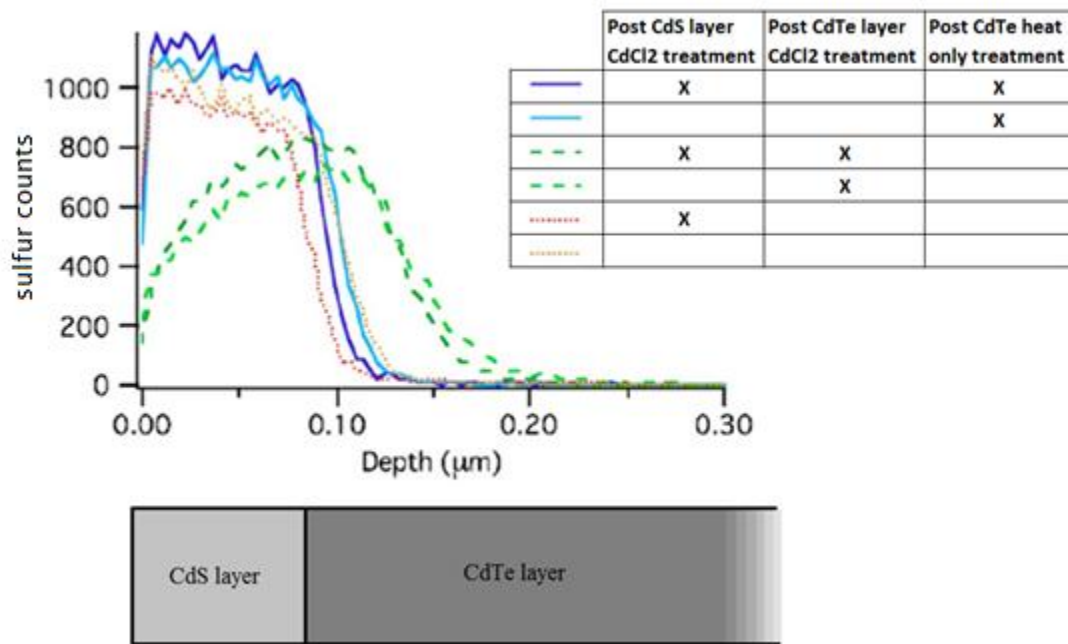 Post CdS layer Post CdTe layer Post CdTe heat
CdCl2 treatment CdCl2 treatment only treatment
X X
X
X X
X
X
1000
800
600
400
200
0
sulfur counts
0.00 0.10 0.20 0.30
Depth (μm)
CdS layer CdTe layer